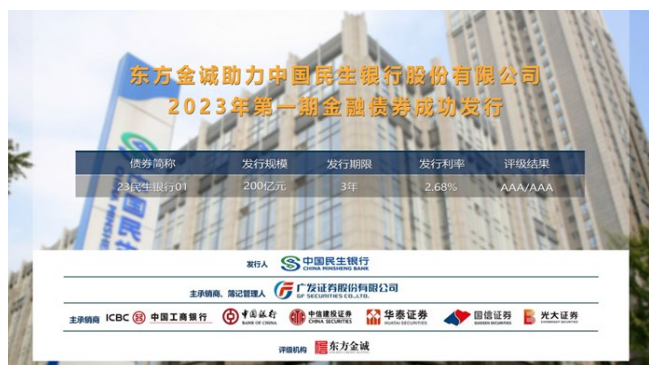 东方金诚助力中国民生银行股份有限公司
2023年第一期金融债券成功发行
债券简称 发行规模 发行期限 发行利率 评级结果
23民生银行01 200亿元 3年 2.68% AAA/AAA
发行人 中国民生银行
CHINA MINSHENG BANK
主承销商、簿记管理人 广发证券股份有限公司
GF SECURITIES CO.,LTD.
主承销商 ICBC 中国工商银行 中国银行 中信建投证券 华泰证券 国信证券 光大证券
BANK OF CHINA CHINA SECURITIES HUATAI SECURITIES GUOSEN SECURITIES EVERBRIGHT SECURITIES
评级机构 东方金诚